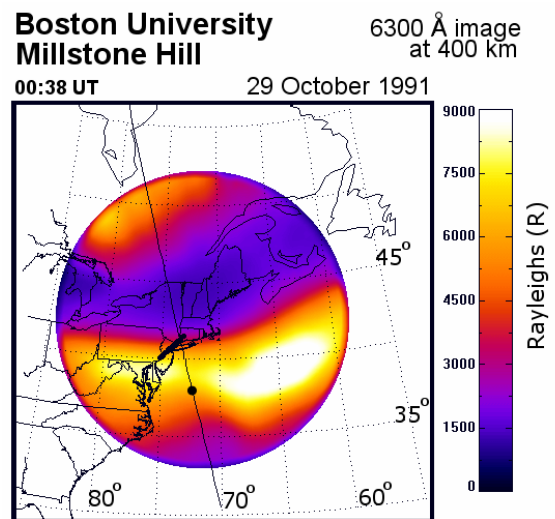 Boston University
Millstone Hill
6300 Å image
at 400 km
00:38 UT
29 October 1991
9000
7500
6000
4500
3000
1500
0
Rayleighs (R)
45°
35°
80°
70°
60°